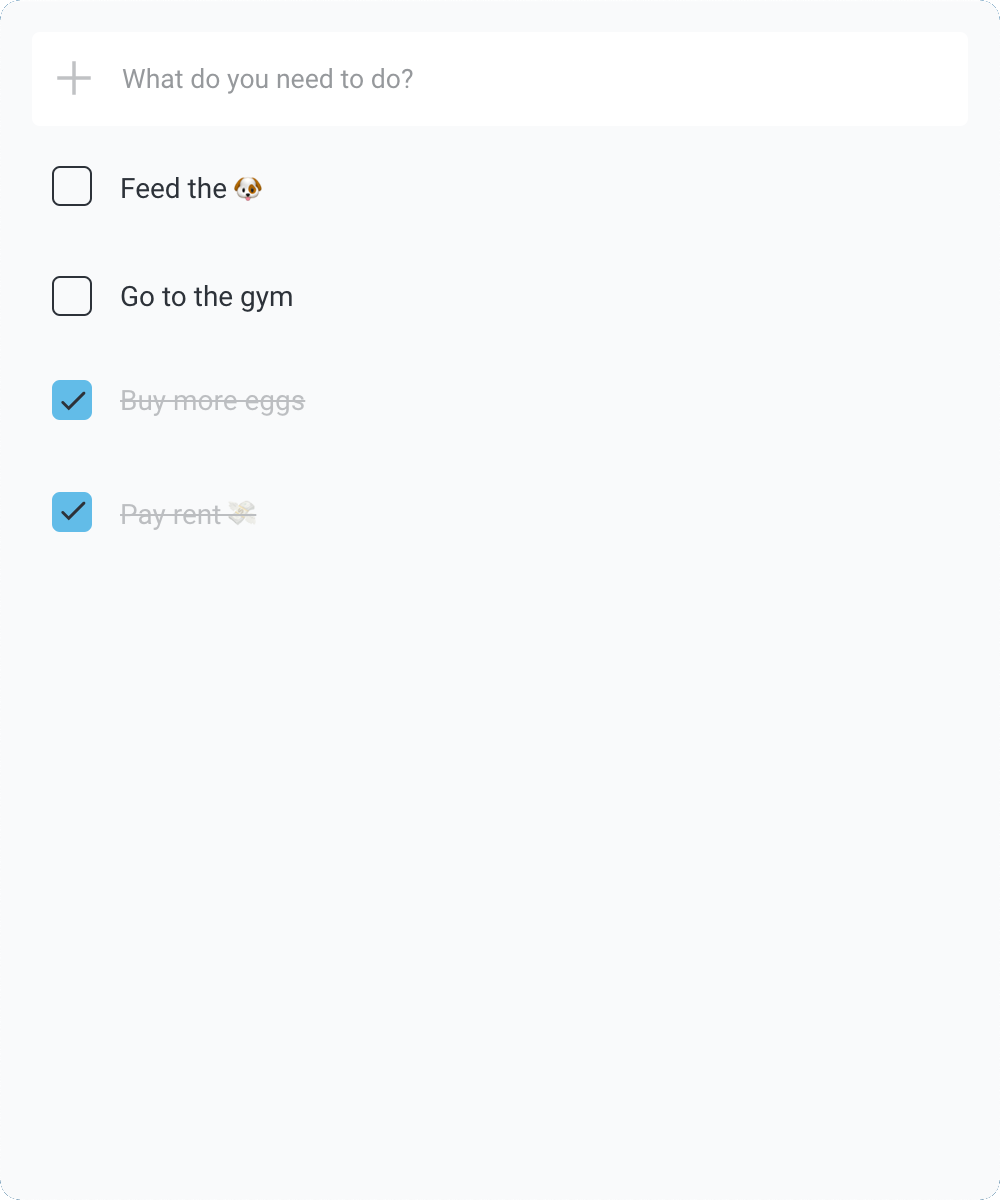 What do you need to do?
Feed the 🐶
Go to the gym
Buy more eggs
Pay rent 💸